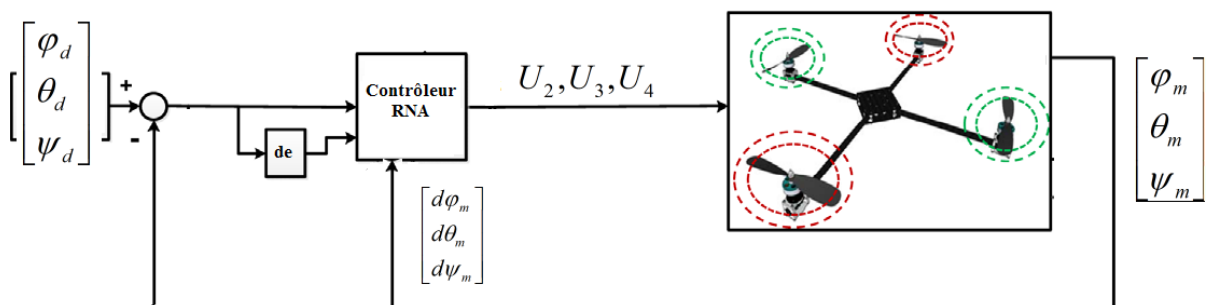 φ_d
θ_d
ψ_d
+
-
de
Contrôleur
RNA
U_2,U_3,U_4
dφ_m
dθ_m
dψ_m
φ_m
θ_m
ψ_m